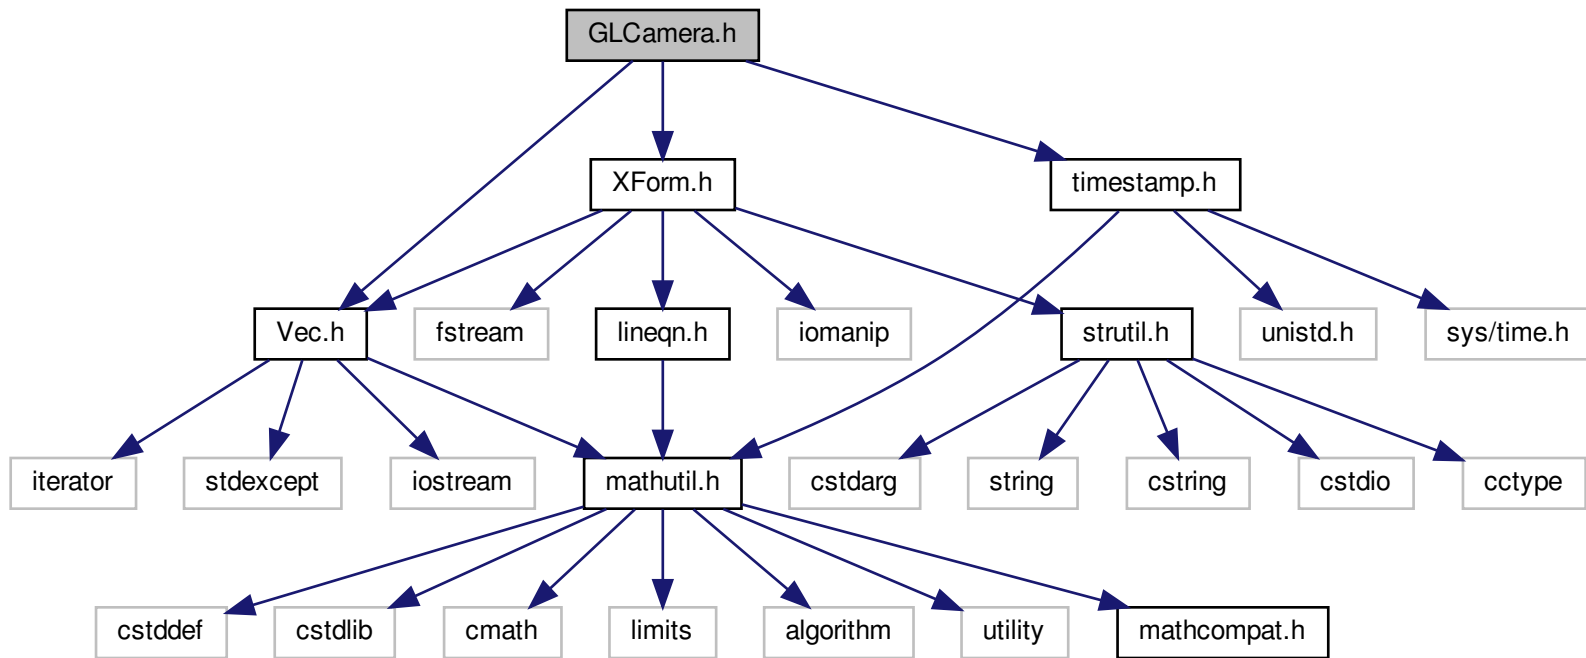 GLCamera.h
XForm.h
timestamp.h
Vec.h
fstream
lineqn.h
iomanip
strutil.h
unistd.h
sys/time.h
iterator
stdexcept
iostream
mathutil.h
cstdarg
string
cstring
cstdio
cctype
cstddef
cstdlib
cmath
limits
algorithm
utility
mathcompat.h